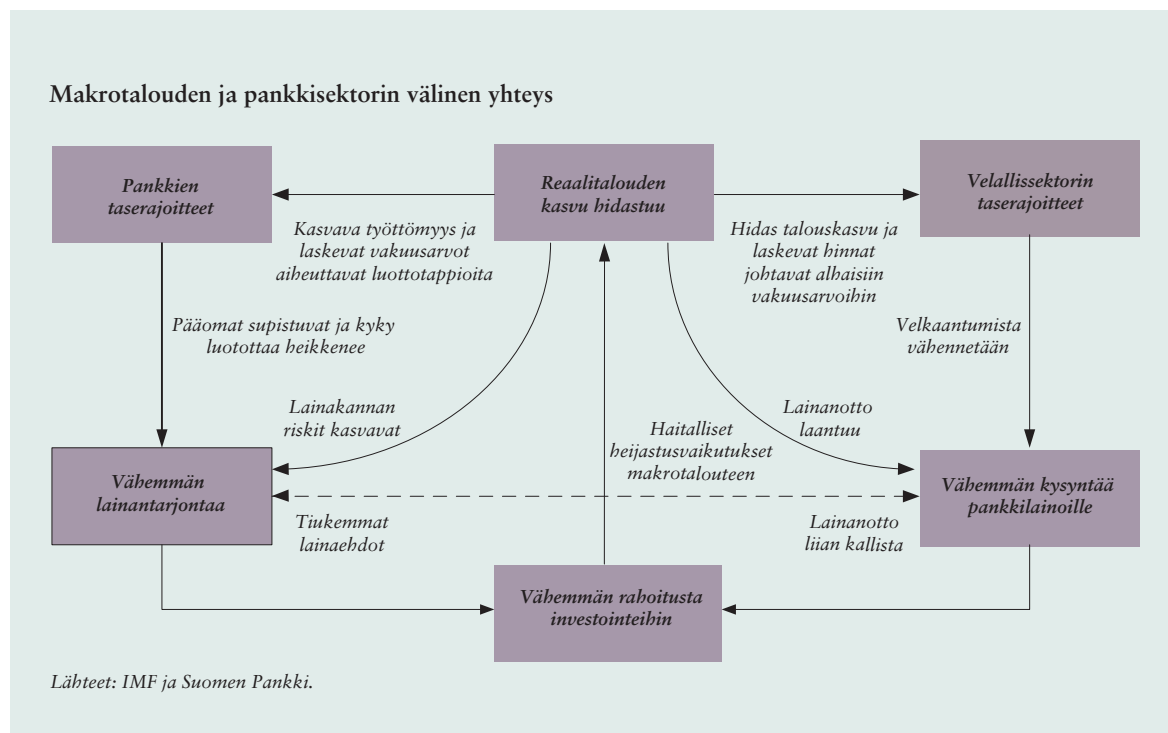 Makrotalouden ja pankkisektorin välinen yhteys
Pankkien
taserajoitteet
Reaalitalouden
kasvu hidastuu
Velallissektorin
taserajoitteet
Kasvava työttömyys ja
laskevat vakuusarvot
aiheuttavat luottotappioita
Hidas talouskasvu ja
laskevat hinnat
johtavat alhaisiin
vakuusarvoihin
Pääomat supistuvat ja kyky
luotottaa heikkenee
Velkaantumista
vähennetään
Lainakannan
riskit kasvavat
Haitalliset
heijastusvaikutukset
makrotalouteen
Lainanotto
laantuu
Vähemmän
lainantarjontaa
Vähemmän kysyntää
pankkilainoille
Tiukemmat
lainaehdot
Lainanotto
liian kallista
Vähemmän rahoitusta
investointeihin
Lähteet: IMF ja Suomen Pankki.